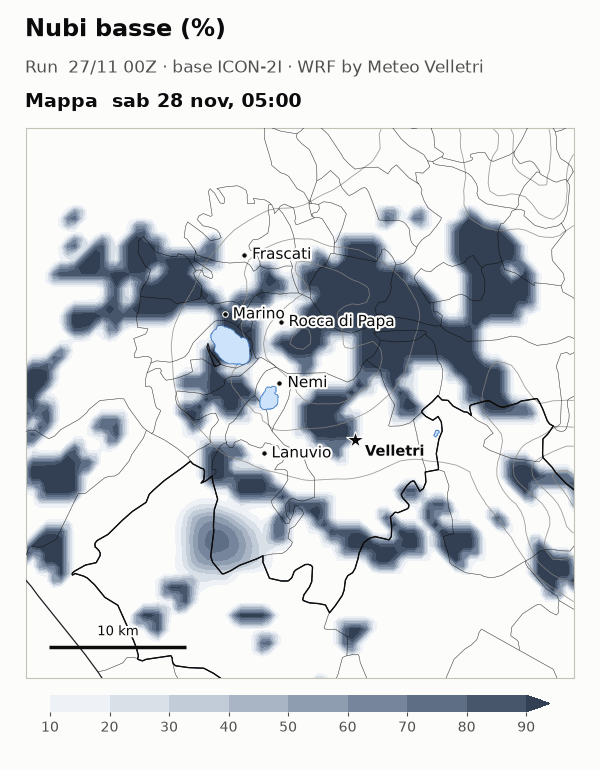 Nubi basse (%)
Run  27/11 00Z · base ICON-2I · WRF by Meteo Velletri
Mappa  sab 28 nov, 05:00
Frascati
Marino
Rocca di Papa
Nemi
Velletri
Lanuvio
10 km
10 20 30 40 50 60 70 80 90